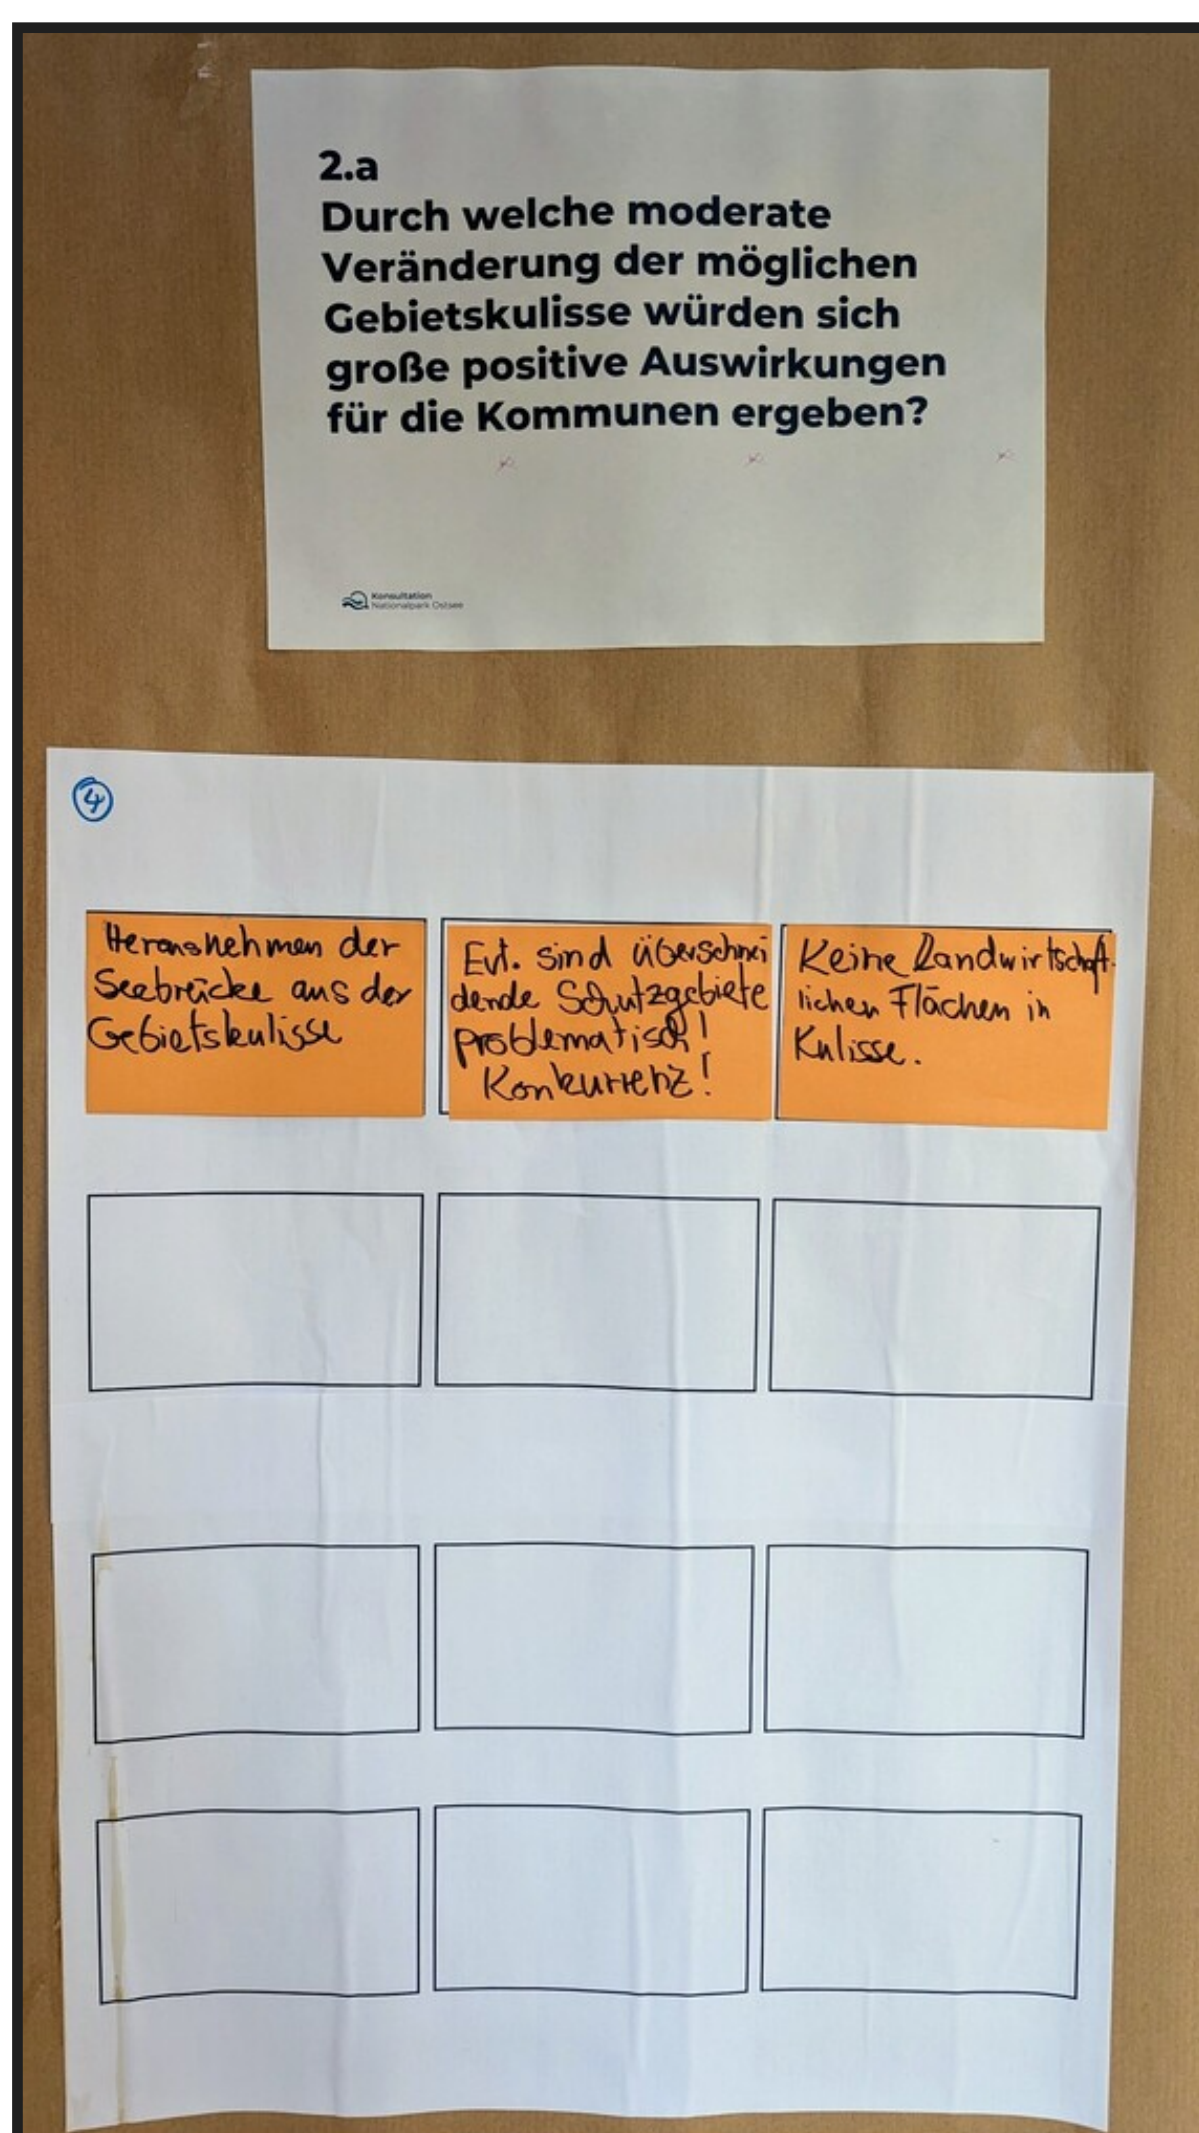 2.a
Durch welche moderate
Veränderung der möglichen
Gebietskulisse würden sich
große positive Auswirkungen
für die Kommunen ergeben?
Konsultation
Nationalpark Ostsee
4
Herausnehmen der
Seebrücke aus der
Gebietskulisse
Evt. sind überschnei
dende Schutzgebiete
problematisch!
Konkurrenz!
Keine landwirtschaft-
lichen Flächen in
Kulisse.